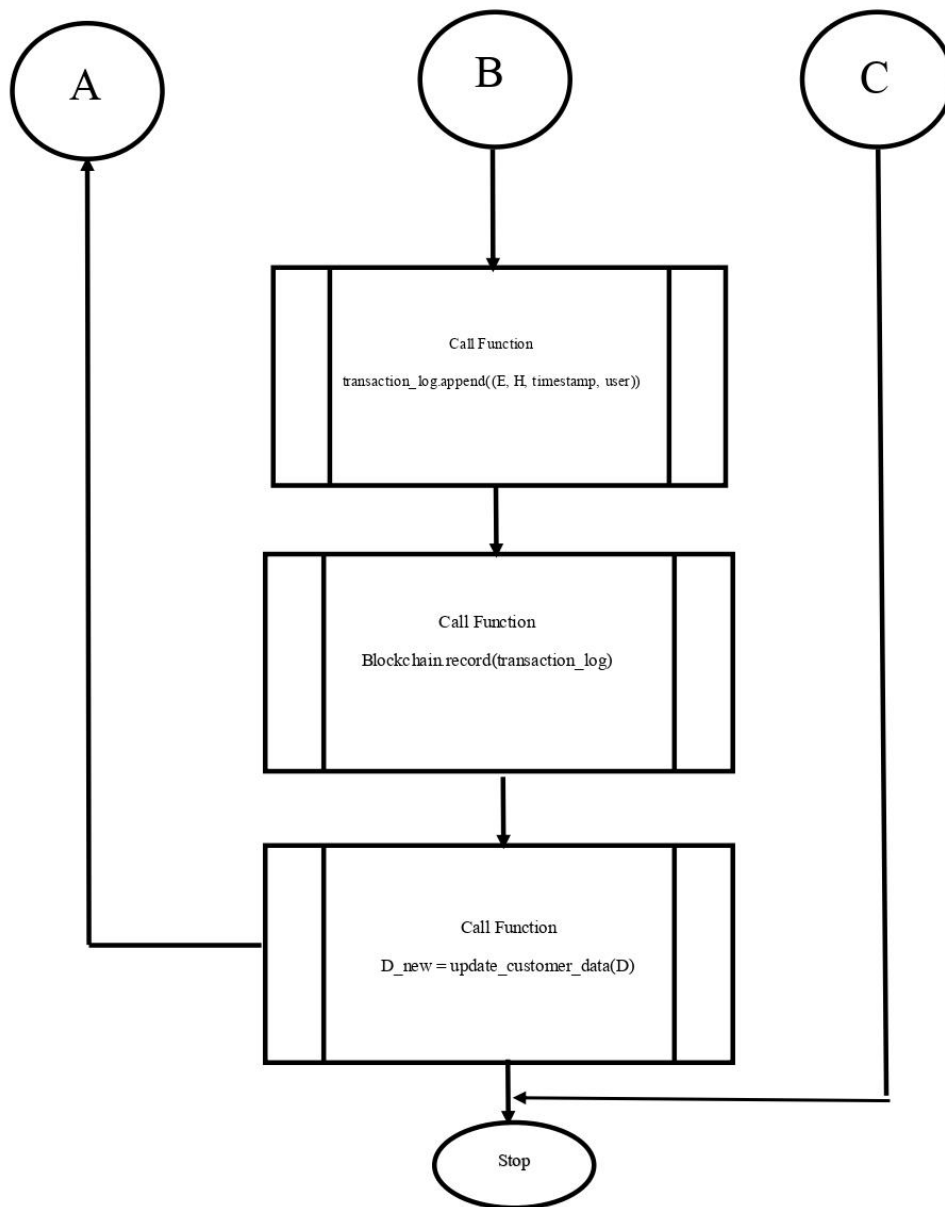 A
B
C
Call Function
transaction_log.append((E, H, timestamp, user))
Call Function
Blockchain.record(transaction_log)
Call Function
D_new = update_customer_data(D)
Stop